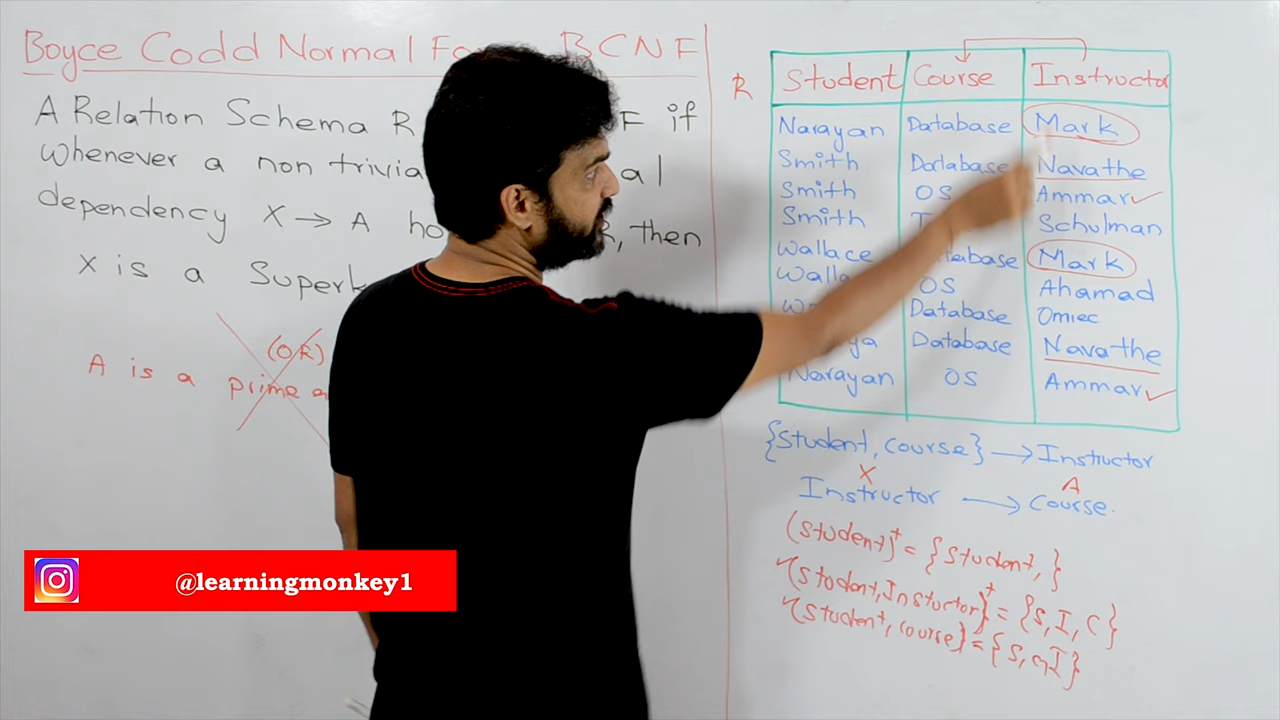 Boyce Codd Normal Fo BCNF
A Relation Schema R F if
Whenever a non trivia al
dependency X → A ho R, then
X is a Superk
(OR)
A is a prime a
@learningmonkey1
R
Student Course Instructor
Narayan Database Mark
Smith Database Navathe
Smith OS Ammar ✓
Smith T Schulman
Wallace tabase Mark
Walla OS Ahamad
Database Omiec
ya Database Navathe
Narayan OS Ammar ✓
{Student, Course} → Instructor
X A
Instructor → Course.
(Student)+ = {Student, }
✓(Student, Instuctor}+ = {S, I, C}
✓(Student, Course} = {S, C, I}